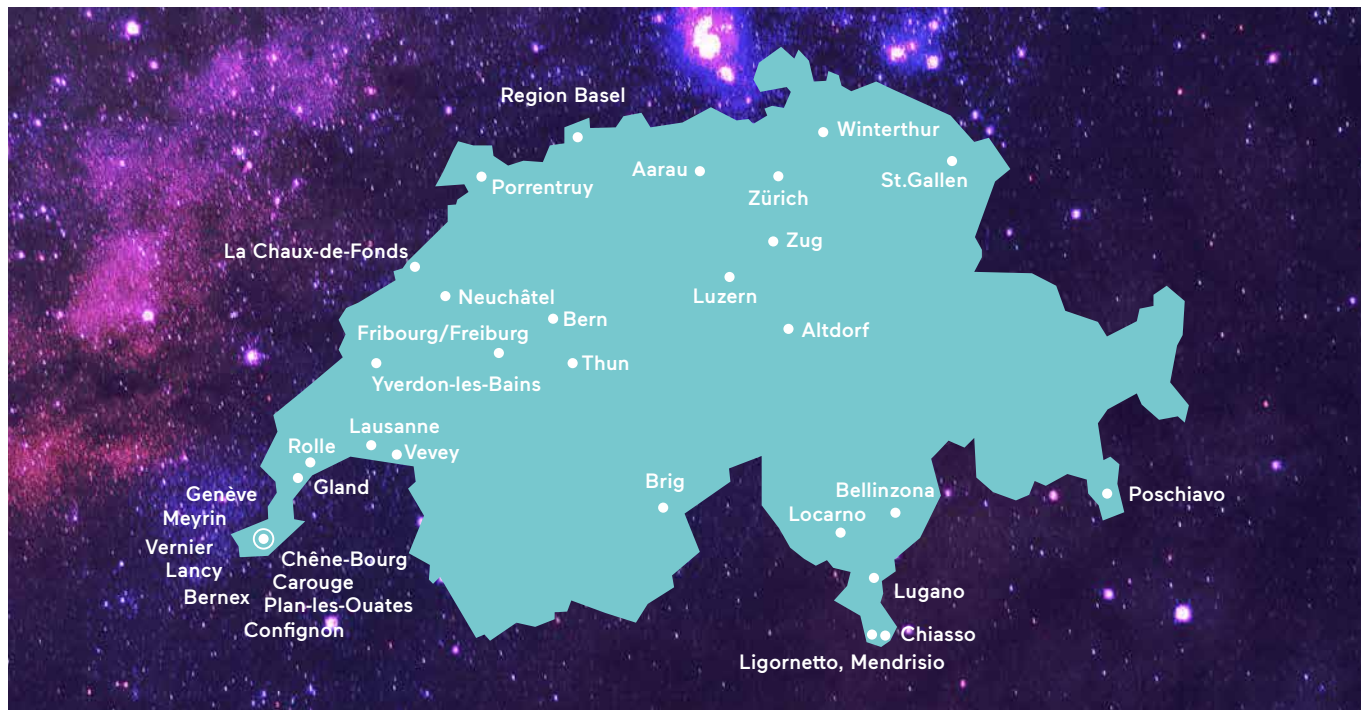 Region Basel
Winterthur
Aarau
St.Gallen
Porrentruy
Zürich
Zug
La Chaux-de-Fonds
Luzern
Neuchâtel
Bern
Fribourg/Freiburg
Altdorf
Thun
Yverdon-les-Bains
Lausanne
Rolle
Vevey
Gland
Brig
Genève
Bellinzona
Poschiavo
Meyrin
Locarno
Vernier
Chêne-Bourg
Lancy
Carouge
Lugano
Bernex
Plan-les-Ouates
Confignon
Chiasso
Ligornetto, Mendrisio